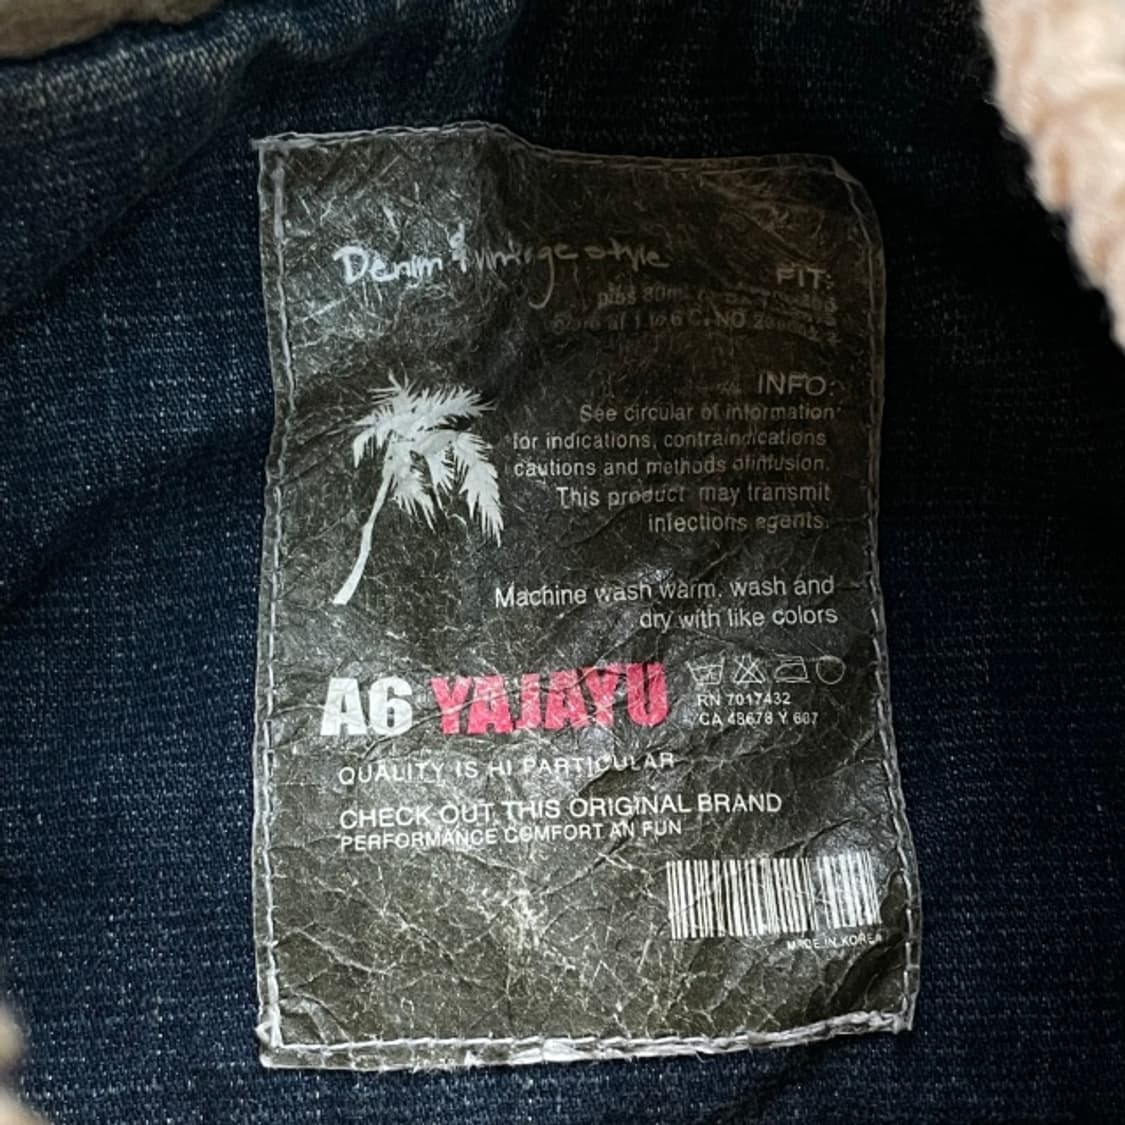 Denim & vintage style
FIT:
INFO:
See circular of information
for indications, contraindications
cautions and methods ofinfusion.
This product may transmit
infections agents.
Machine wash warm, wash and
dry with like colors
A6 YAJAYU
RN 7017432
CA 48678 Y 607
QUALITY IS HI PARTICULAR
CHECK OUT THIS ORIGINAL BRAND
PERFORMANCE COMFORT AN FUN
MADE IN KOREA